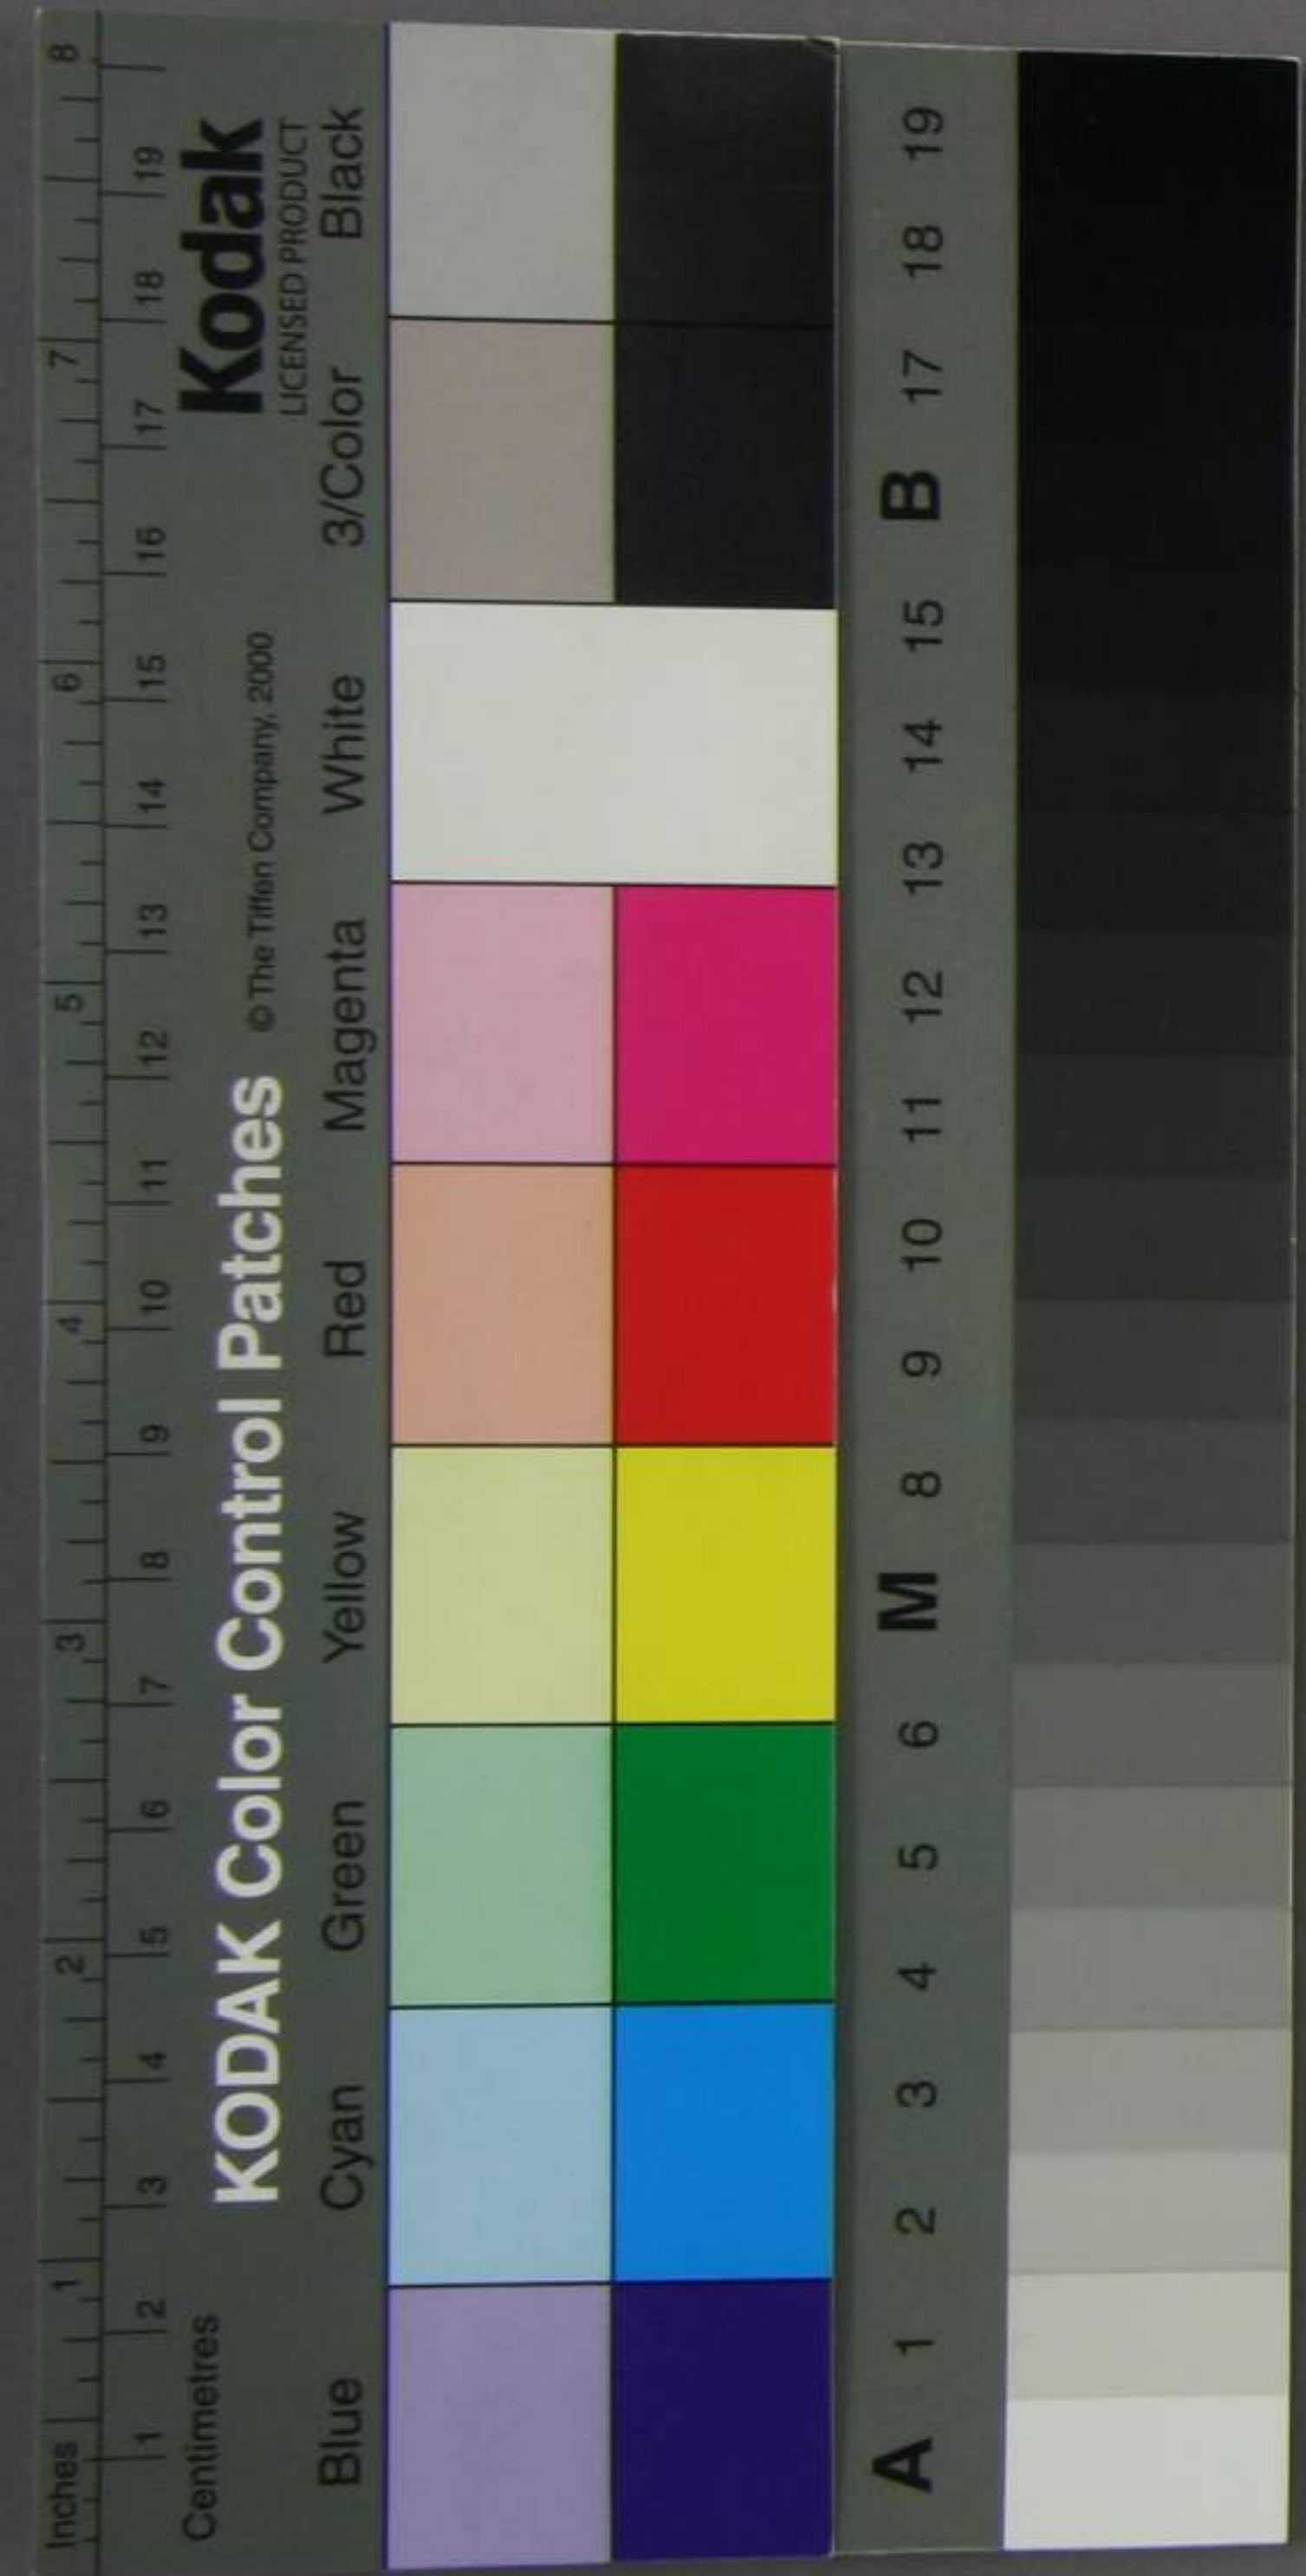 Inches 1 2 3 4 5 6 7 8
Centimetres 1 2 3 4 5 6 7 8 9 10 11 12 13 14 15 16 17 18 19
KODAK Color Control Patches © The Tiffen Company, 2000 Kodak
LICENSED PRODUCT
Blue Cyan Green Yellow Red Magenta White 3/Color Black
A 1 2 3 4 5 6 M 8 9 10 11 12 13 14 15 B 17 18 19